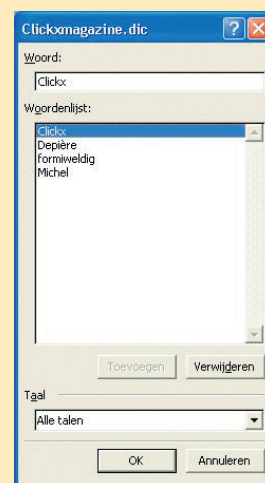 Clickxmagazine.dic
Woord:
Clickx
Woordenlijst:
Clickx
Depière
formiweldig
Michel
Toevoegen Verwijderen
Taal
Alle talen
OK Annuleren